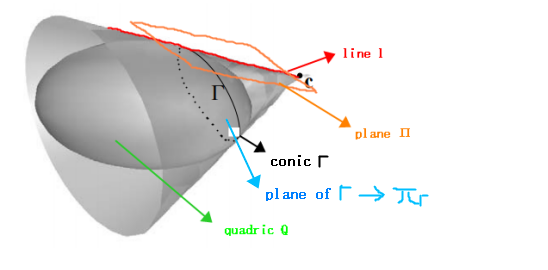 line l
c
Γ
plane Π
conic Γ
plane of Γ → π_Γ
quadric Q